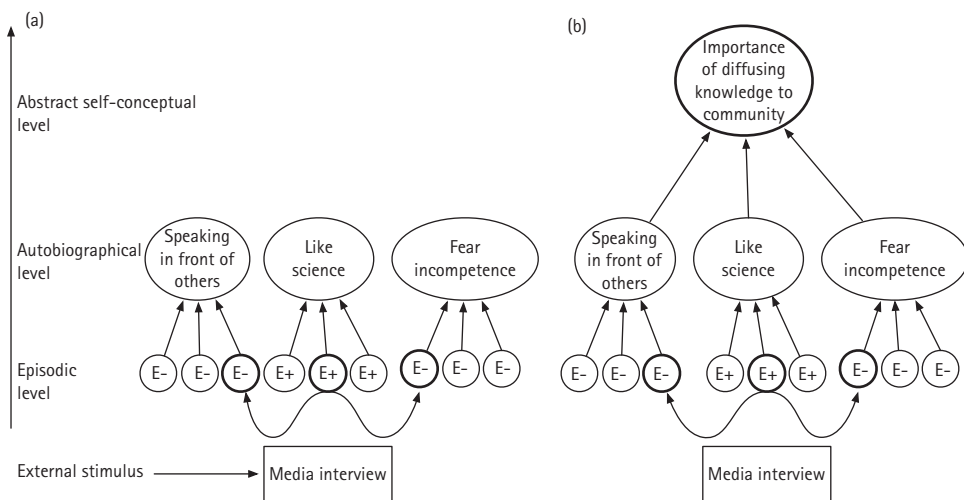 (a)
(b)
Importance
of diffusing
knowledge to
community
Abstract self-conceptual
level
Autobiographical
level
Speaking
in front of
others
Like
science
Fear
incompetence
Speaking
in front of
others
Like
science
Fear
incompetence
Episodic
level
E- E- E- E+ E+ E+ E- E- E-
E- E- E- E+ E+ E+ E- E- E-
External stimulus
Media interview
Media interview